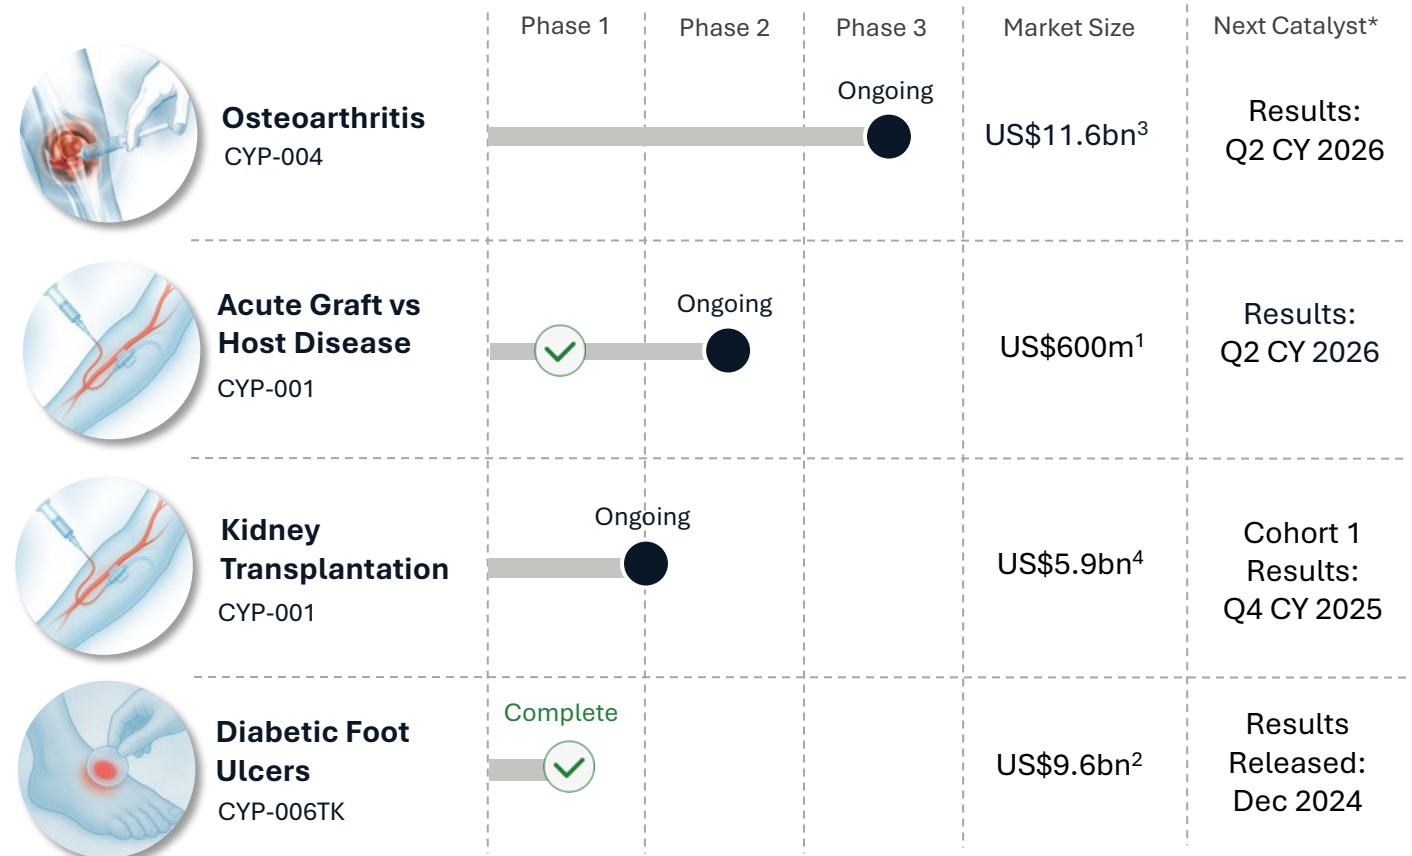 Phase 1
Phase 2
Phase 3
Market Size
Next Catalyst*
Osteoarthritis
CYP-004
Ongoing
US$11.6bn³
Results:
Q2 CY 2026
Acute Graft vs
Host Disease
CYP-001
Ongoing
US$600m¹
Results:
Q2 CY 2026
Kidney
Transplantation
CYP-001
Ongoing
US$5.9bn⁴
Cohort 1
Results:
Q4 CY 2025
Diabetic Foot
Ulcers
CYP-006TK
Complete
US$9.6bn²
Results
Released:
Dec 2024